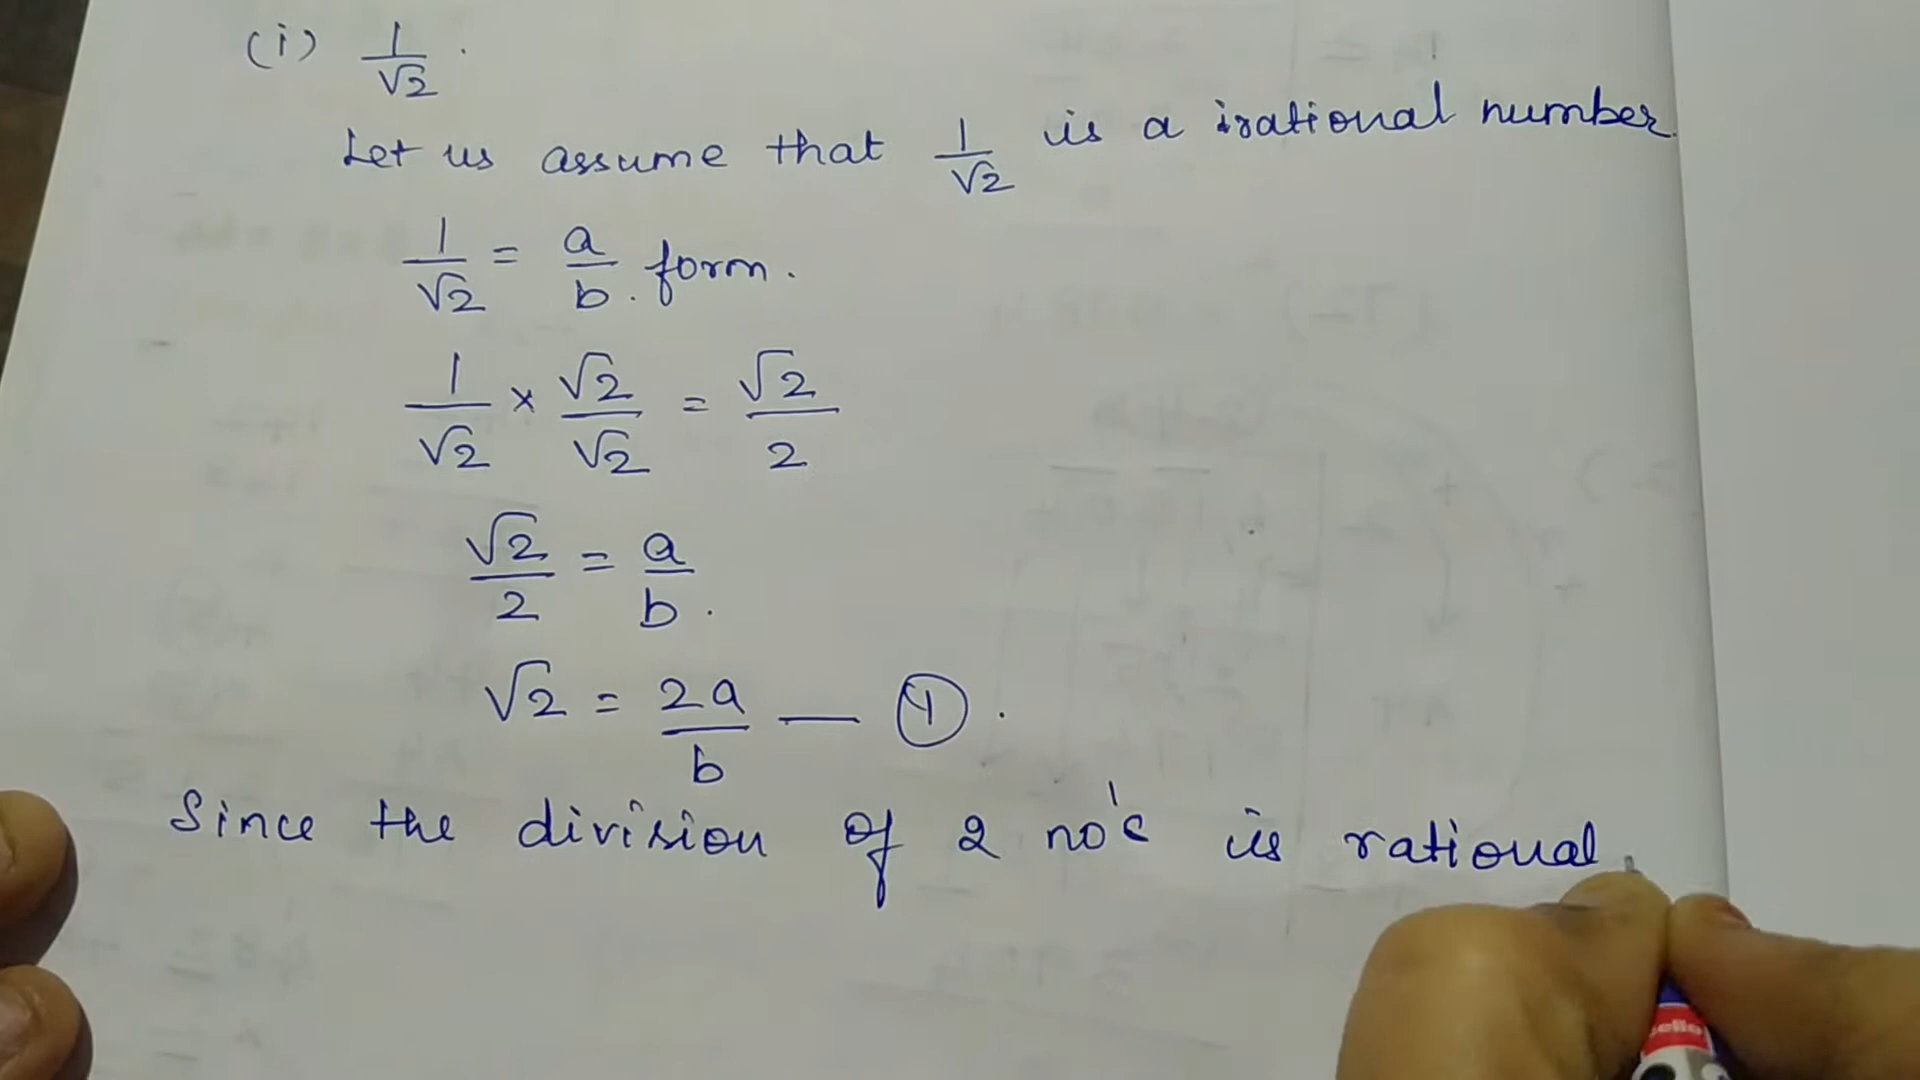 (i) 1/√2 .
Let us assume that 1/√2 is a irational number.
1/√2 = a/b . form .
1/√2 × √2/√2 = √2/2
√2/2 = a/b .
√2 = 2a/b — ① .
Since the division of 2 no's is rational